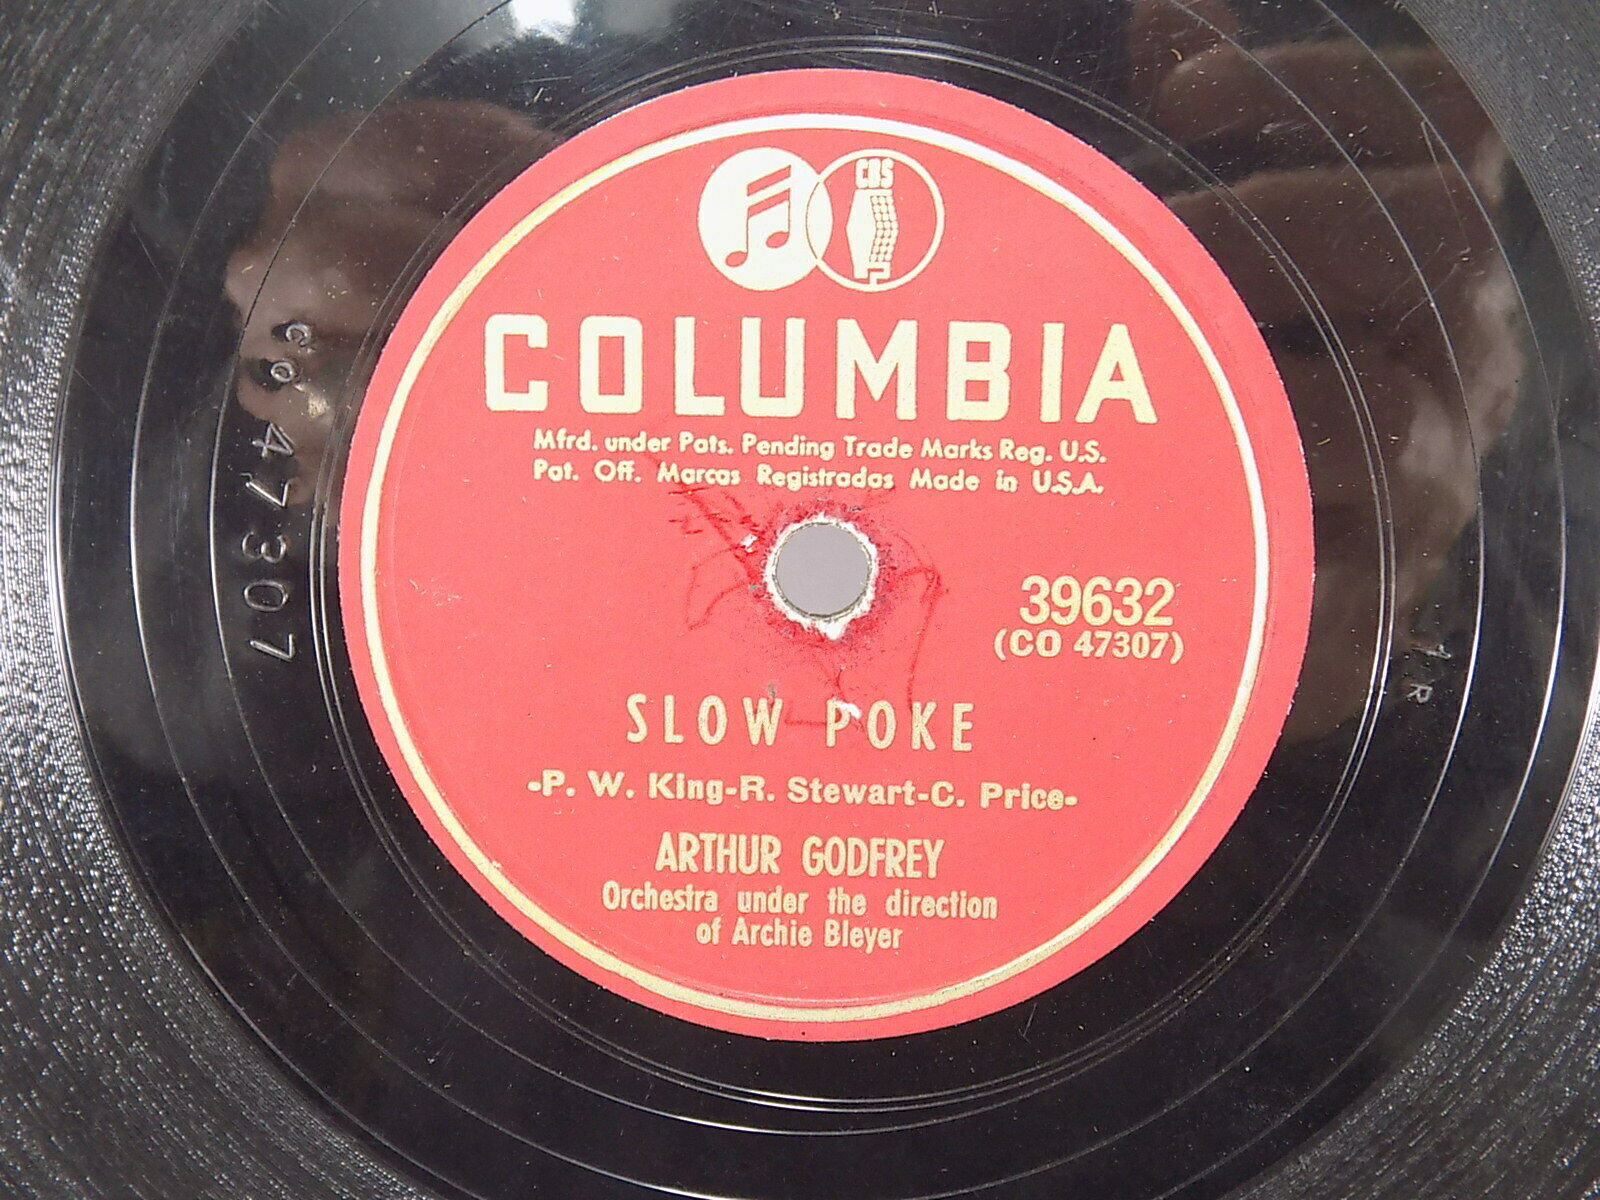 CBS
COLUMBIA
Mfrd. under Pats. Pending Trade Marks Reg. U.S.
Pat. Off. Marcas Registradas Made in U.S.A.
39632
(CO 47307)
SLOW POKE
-P. W. King-R. Stewart-C. Price-
ARTHUR GODFREY
Orchestra under the direction
of Archie Bleyer
CO 47307
1R